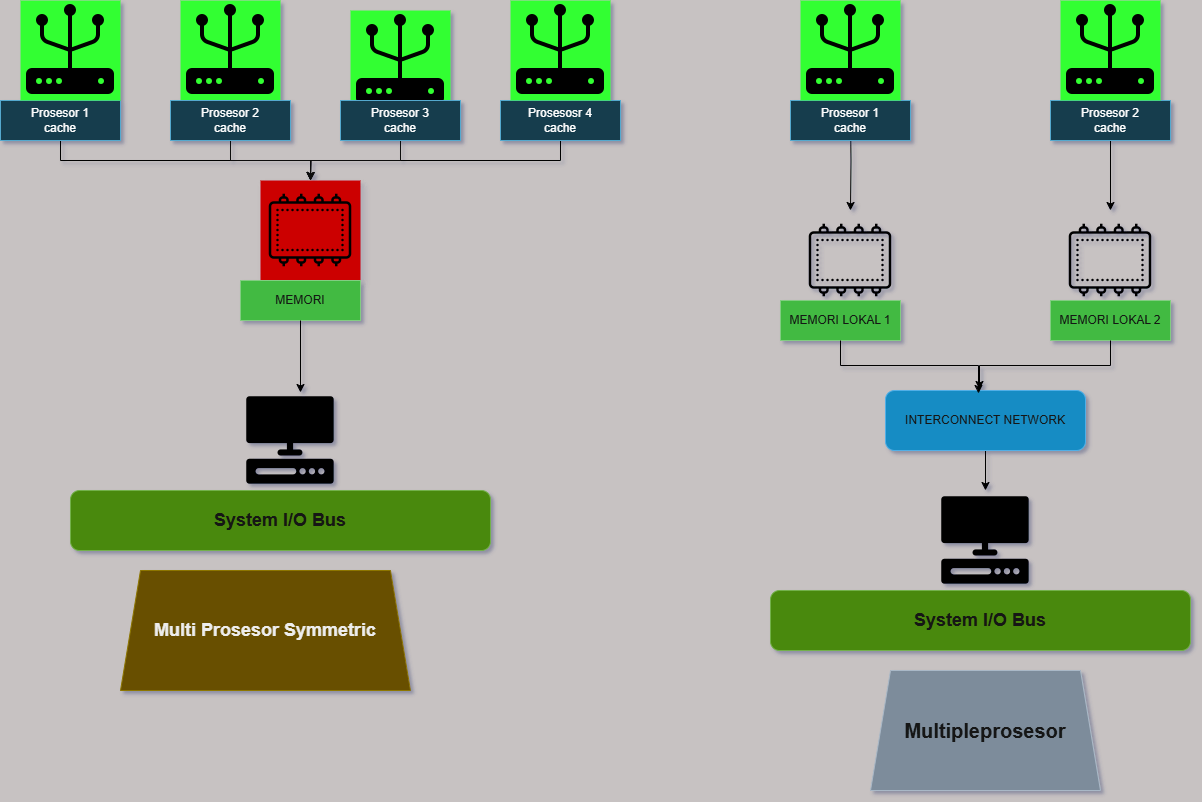 Prosesor 1
cache
Prosesor 2
cache
Prosesor 3
cache
Prosesosr 4
cache
MEMORI
System I/O Bus
Multi Prosesor Symmetric
Prosesor 1
cache
Prosesor 2
cache
MEMORI LOKAL 1
MEMORI LOKAL 2
INTERCONNECT NETWORK
System I/O Bus
Multipleprosesor